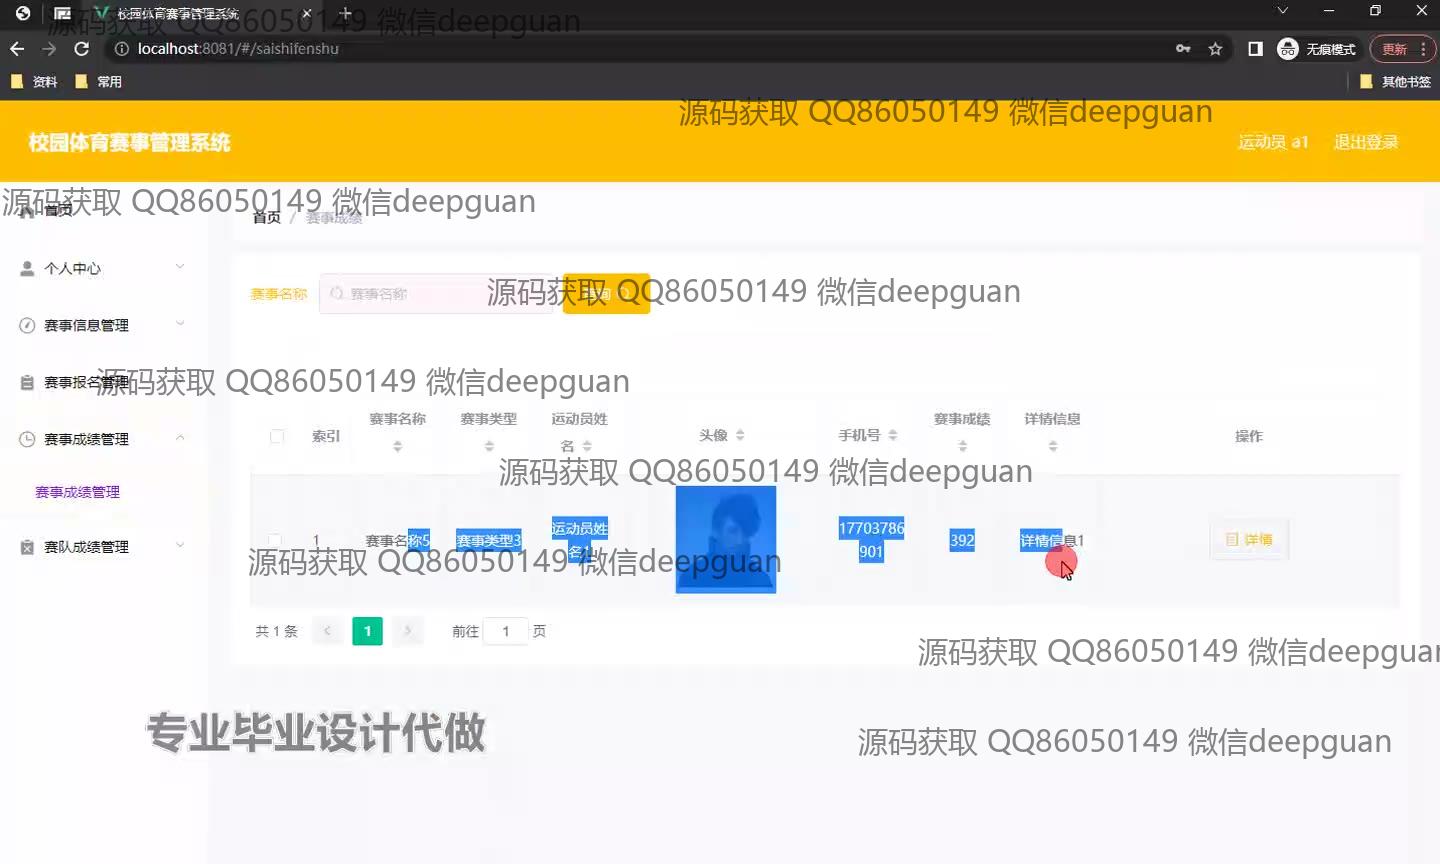 校园体育赛事管理系统
源码获取 QQ86050149 微信deepguan
localhost:8081/#/saishifenshu
无痕模式
更新
资料
常用
其他书签
源码获取 QQ86050149 微信deepguan
校园体育赛事管理系统
运动员 a1
退出登录
源码获取 QQ86050149 微信deepguan
首页
首页 / 赛事成绩
个人中心
赛事名称
赛事名称
查询
源码获取 QQ86050149 微信deepguan
赛事信息管理
赛事报名管理
源码获取 QQ86050149 微信deepguan
索引
赛事名称
赛事类型
运动员姓名
头像
手机号
赛事成绩
详情信息
操作
赛事成绩管理
源码获取 QQ86050149 微信deepguan
赛事成绩管理
1
赛事名称5
赛事类型3
运动员姓
名1
17703786
901
392
详情信息1
详情
赛队成绩管理
源码获取 QQ86050149 微信deepguan
共 1 条
1
前往 1 页
源码获取 QQ86050149 微信deepguan
专业毕业设计代做
源码获取 QQ86050149 微信deepguan